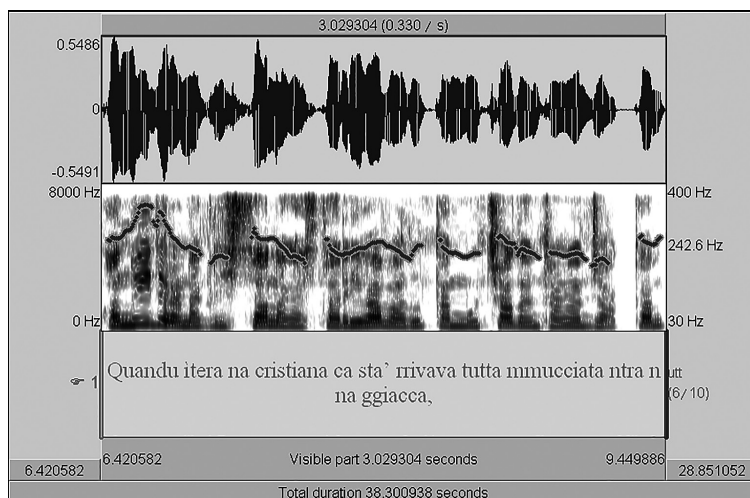 3.029304 (0.330 / s)
0.5486
0
-0.5491
8000 Hz
400 Hz
242.6 Hz
0 Hz
30 Hz
☞ 1
Quandu ìtera na cristiana ca sta’ rrivava tutta mmucciata ntra n
na ggiacca,
utt
(6/10)
6.420582
Visible part 3.029304 seconds
9.449886
6.420582
28.851052
Total duration 38.300938 seconds